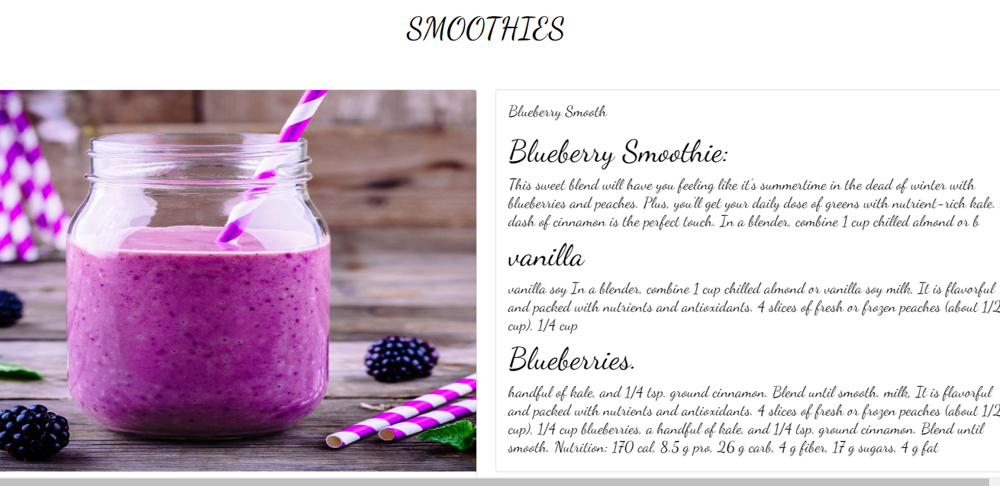 SMOOTHIES
Blueberry Smooth
Blueberry Smoothie:
This sweet blend will have you feeling like it's summertime in the dead of winter with
blueberries and peaches. Plus, you'll get your daily dose of greens with nutrient-rich kale.
dash of cinnamon is the perfect touch. In a blender, combine 1 cup chilled almond or b
vanilla
vanilla soy In a blender, combine 1 cup chilled almond or vanilla soy milk, It is flavorful
and packed with nutrients and antioxidants. 4 slices of fresh or frozen peaches (about 1/2
cup), 1/4 cup
Blueberries.
handful of kale, and 1/4 tsp. ground cinnamon. Blend until smooth. milk, It is flavorful
and packed with nutrients and antioxidants. 4 slices of fresh or frozen peaches (about 1/2
cup), 1/4 cup blueberries, a handful of kale, and 1/4 tsp. ground cinnamon. Blend until
smooth. Nutrition: 170 cal, 8.5 g pro, 26 g carb, 4 g fiber, 17 g sugars, 4 g fat